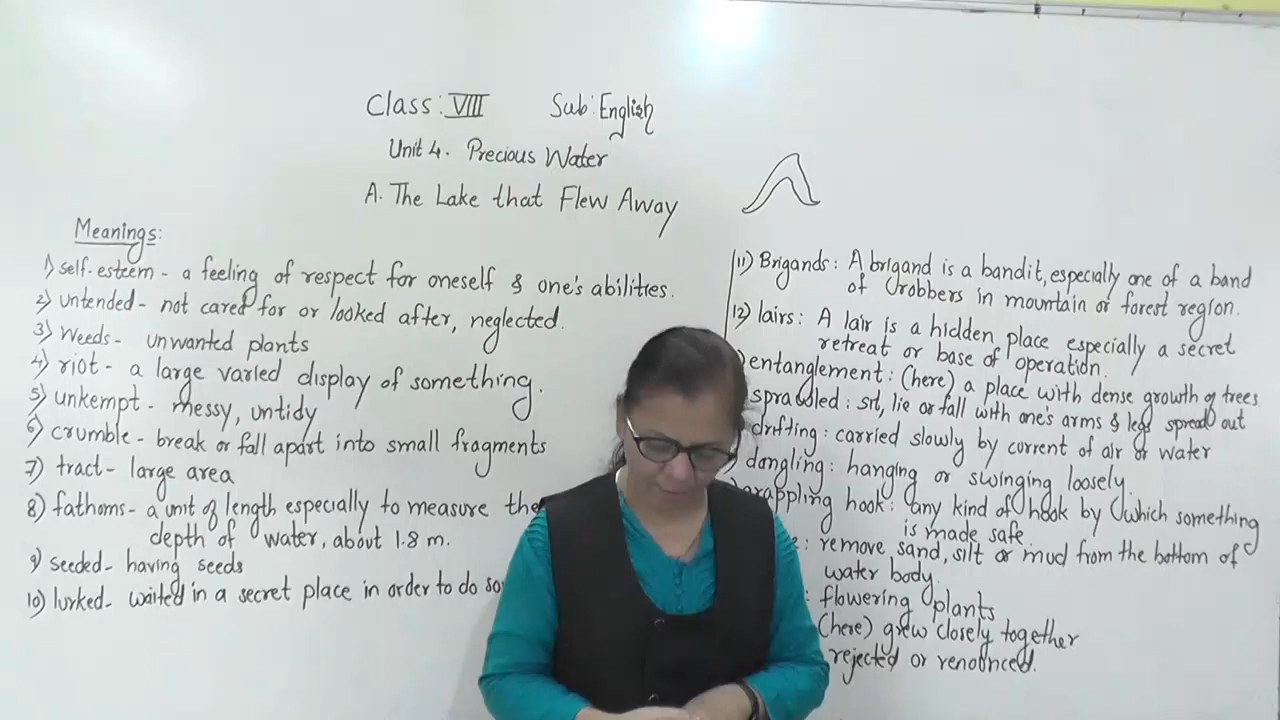 Class: VIII Sub: English
Unit 4. Precious Water
A. The Lake that Flew Away
Meanings:
1) self-esteem - a feeling of respect for oneself & one's abilities.
2) untended - not cared for or looked after, neglected.
3) Weeds - unwanted plants
4) riot - a large varied display of something.
5) unkempt - messy, untidy
6) crumble - break or fall apart into small fragments
7) tract - large area
8) fathoms - a unit of length especially to measure the
depth of water, about 1.8 m.
9) seeded - having seeds
10) lurked - waited in a secret place in order to do
11) Brigands: A brigand is a bandit, especially one of a band
of robbers in mountain or forest region.
12) lairs: A lair is a hidden place especially a secret
retreat or base of operation.
) entanglement: (here) a place with dense growth of trees
sprawled: sit, lie or fall with one's arms & legs spread out
drifting: carried slowly by current of air or water
) dangling: hanging or swinging loosely.
) grappling hook: any kind of hook by which something
is made safe.
: remove sand, silt or mud from the bottom of
water body.
: flowering plants
(here) grew closely together
rejected or renounced.